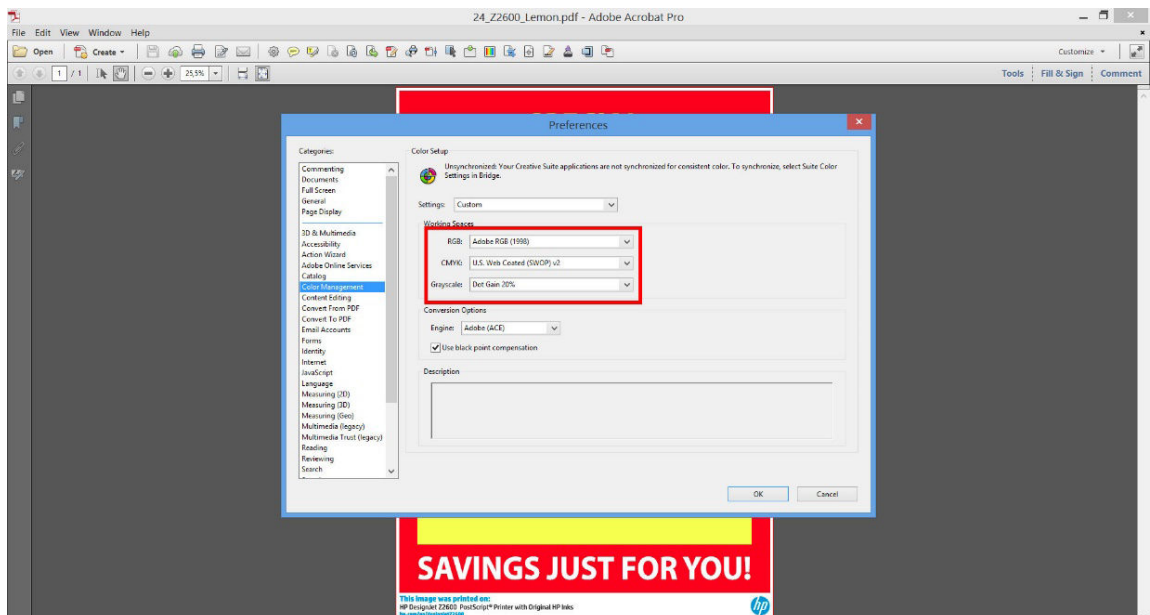 24_Z2600_Lemon.pdf - Adobe Acrobat Pro
File Edit View Window Help
Open Create Customize
1 / 1 25,9% Tools Fill & Sign Comment
Preferences
Categories:
Commenting
Documents
Full Screen
General
Page Display
3D & Multimedia
Accessibility
Action Wizard
Adobe Online Services
Catalog
Color Management
Content Editing
Convert From PDF
Convert To PDF
Email Accounts
Forms
Identity
Internet
JavaScript
Language
Measuring (2D)
Measuring (3D)
Measuring (Geo)
Multimedia (legacy)
Multimedia Trust (legacy)
Reading
Reviewing
Search
Color Setup
Unsynchronized: Your Creative Suite applications are not synchronized for consistent color. To synchronize, select Suite Color
Settings in Bridge.
Settings: Custom
Working Spaces
RGB: Adobe RGB (1998)
CMYK: U.S. Web Coated (SWOP) v2
Grayscale: Dot Gain 20%
Conversion Options
Engine: Adobe (ACE)
Use black point compensation
Description
OK Cancel
SAVINGS JUST FOR YOU!
This image was printed on:
HP DesignJet Z2600 PostScript® Printer with Original HP Inks
hp